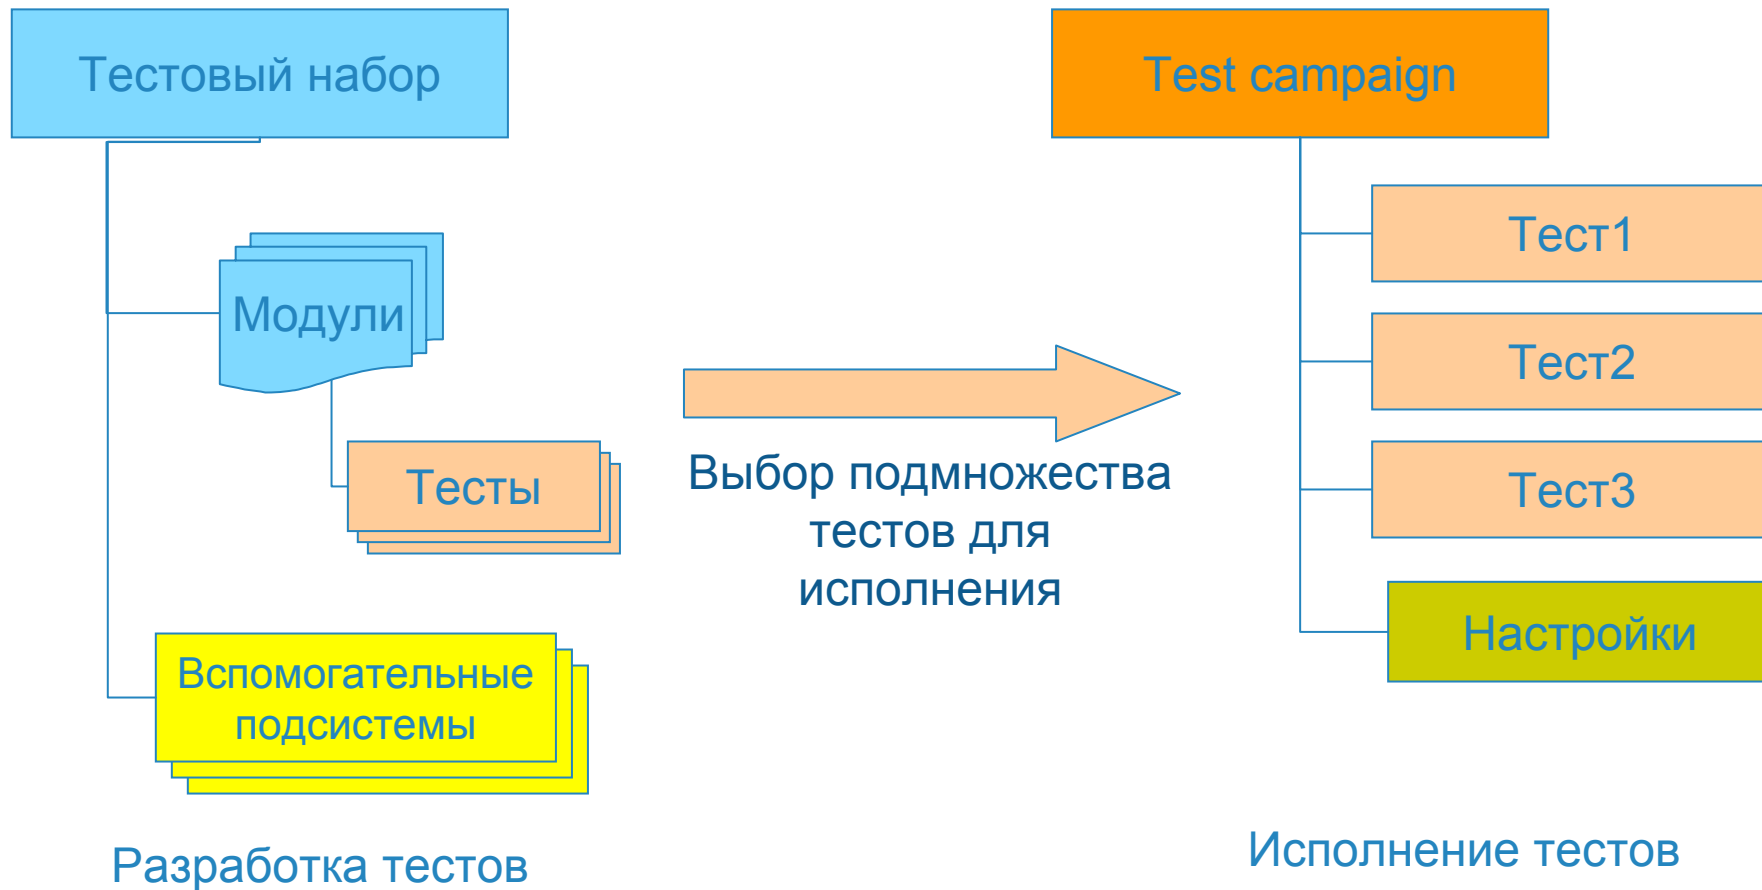 Тестовый набор
Модули
Тесты
Вспомогательные
подсистемы
Разработка тестов
Выбор подмножества
тестов для
исполнения
Test campaign
Тест1
Тест2
Тест3
Настройки
Исполнение тестов